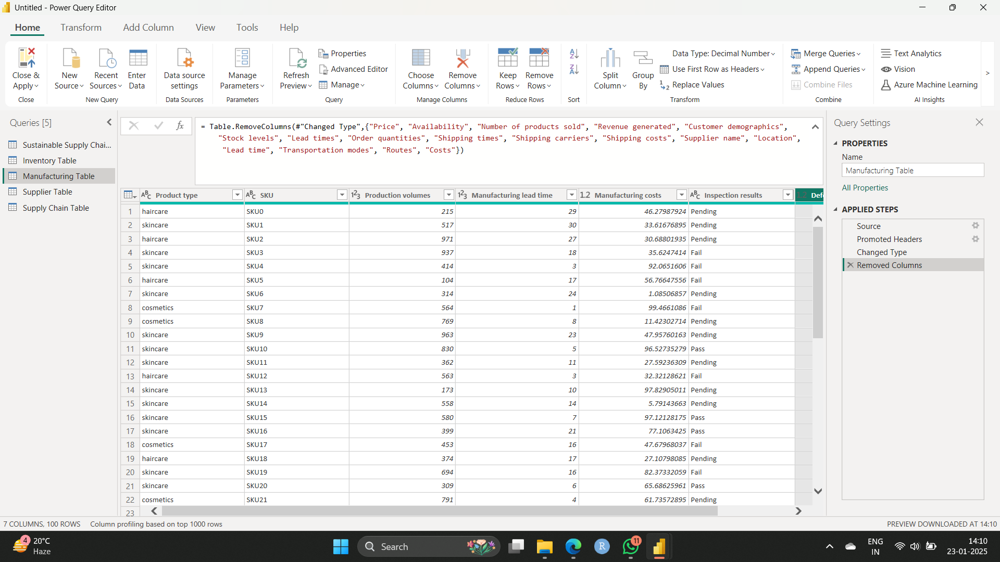 Untitled - Power Query Editor
Home Transform Add Column View Tools Help
Close & Apply
Close
New Source
Recent Sources
Enter Data
New Query
Data source settings
Data Sources
Manage Parameters
Parameters
Refresh Preview
Properties
Advanced Editor
Manage
Query
Choose Columns
Remove Columns
Manage Columns
Keep Rows
Remove Rows
Reduce Rows
Sort
Split Column
Group By
Data Type: Decimal Number
Use First Row as Headers
Replace Values
Transform
Merge Queries
Append Queries
Combine Files
Combine
Text Analytics
Vision
Azure Machine Learning
AI Insights
Queries [5]
Sustainable Supply Chai...
Inventory Table
Manufacturing Table
Supplier Table
Supply Chain Table
fx
= Table.RemoveColumns(#"Changed Type",{"Price", "Availability", "Number of products sold", "Revenue generated", "Customer demographics",
"Stock levels", "Lead times", "Order quantities", "Shipping times", "Shipping carriers", "Shipping costs", "Supplier name", "Location",
"Lead time", "Transportation modes", "Routes", "Costs"})
ABC Product type ABC SKU 123 Production volumes 123 Manufacturing lead time 1.2 Manufacturing costs ABC Inspection results 1.2 Defe
1 haircare SKU0 215 29 46.27987924 Pending
2 skincare SKU1 517 30 33.61676895 Pending
3 haircare SKU2 971 27 30.68801935 Pending
4 skincare SKU3 937 18 35.6247414 Fail
5 skincare SKU4 414 3 92.0651606 Fail
6 haircare SKU5 104 17 56.76647556 Fail
7 skincare SKU6 314 24 1.08506857 Pending
8 cosmetics SKU7 564 1 99.4661086 Fail
9 cosmetics SKU8 769 8 11.42302714 Pending
10 skincare SKU9 963 23 47.95760163 Pending
11 skincare SKU10 830 5 96.52735279 Pass
12 skincare SKU11 362 11 27.59236309 Pending
13 haircare SKU12 563 3 32.32128621 Fail
14 skincare SKU13 173 10 97.82905011 Pending
15 skincare SKU14 558 14 5.79143663 Pending
16 skincare SKU15 580 7 97.12128175 Pass
17 skincare SKU16 399 21 77.1063425 Pass
18 cosmetics SKU17 453 16 47.67968037 Fail
19 haircare SKU18 374 17 27.10798085 Pending
20 skincare SKU19 694 16 82.37332059 Fail
21 skincare SKU20 309 6 65.68625961 Pass
22 cosmetics SKU21 791 4 61.73572895 Pending
23
Query Settings
PROPERTIES
Name
Manufacturing Table
All Properties
APPLIED STEPS
Source
Promoted Headers
Changed Type
Removed Columns
7 COLUMNS, 100 ROWS Column profiling based on top 1000 rows
PREVIEW DOWNLOADED AT 14:10
4
20°C
Haze
Search
R
11
ENG
IN
14:10
23-01-2025